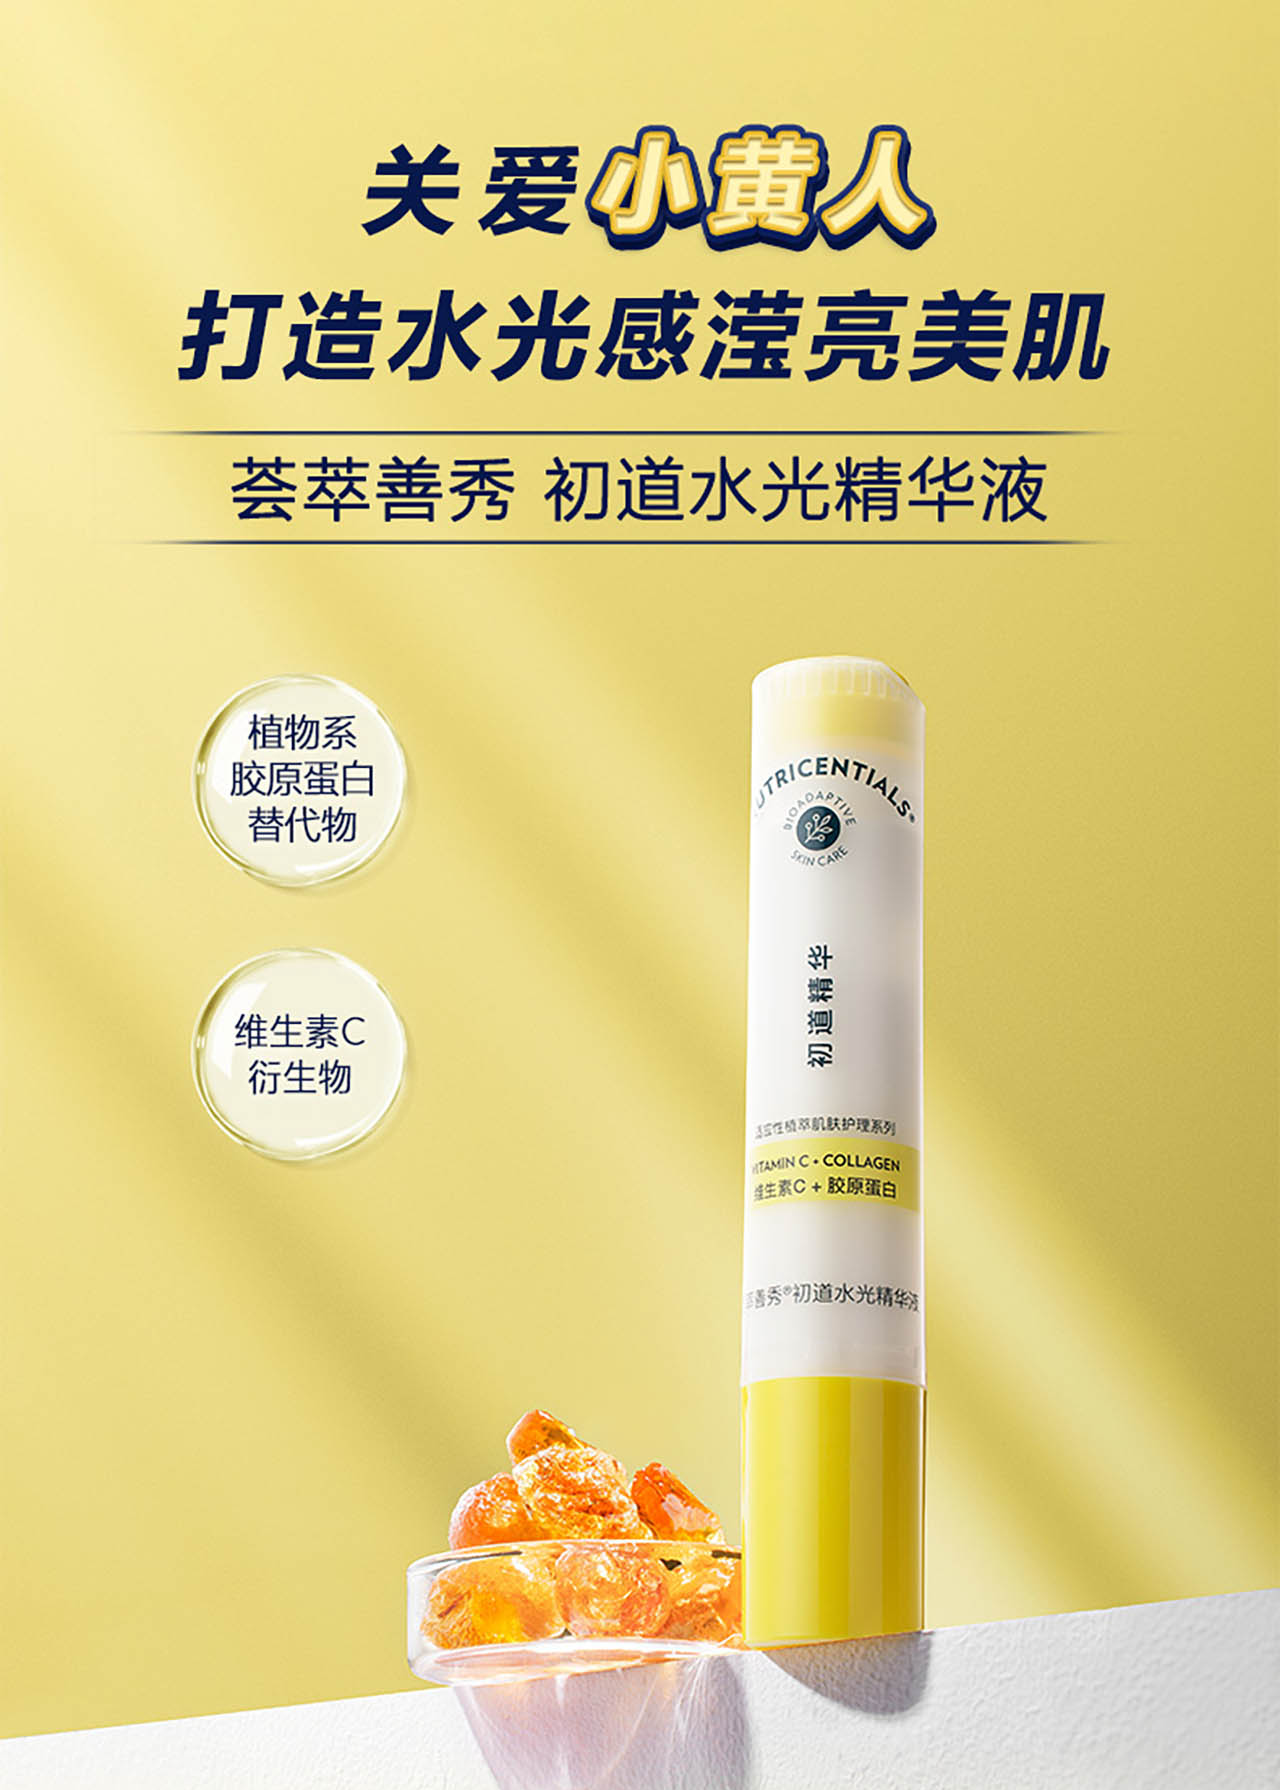 关爱小黄人
打造水光感滢亮美肌
荟萃善秀 初道水光精华液
植物系
胶原蛋白
替代物
维生素C
衍生物
UTRICENTIALS®
BIOADAPTIVE
SKIN CARE
初道精华
适应性植萃肌肤护理系列
VITAMIN C + COLLAGEN
维生素C + 胶原蛋白
善秀®初道水光精华液